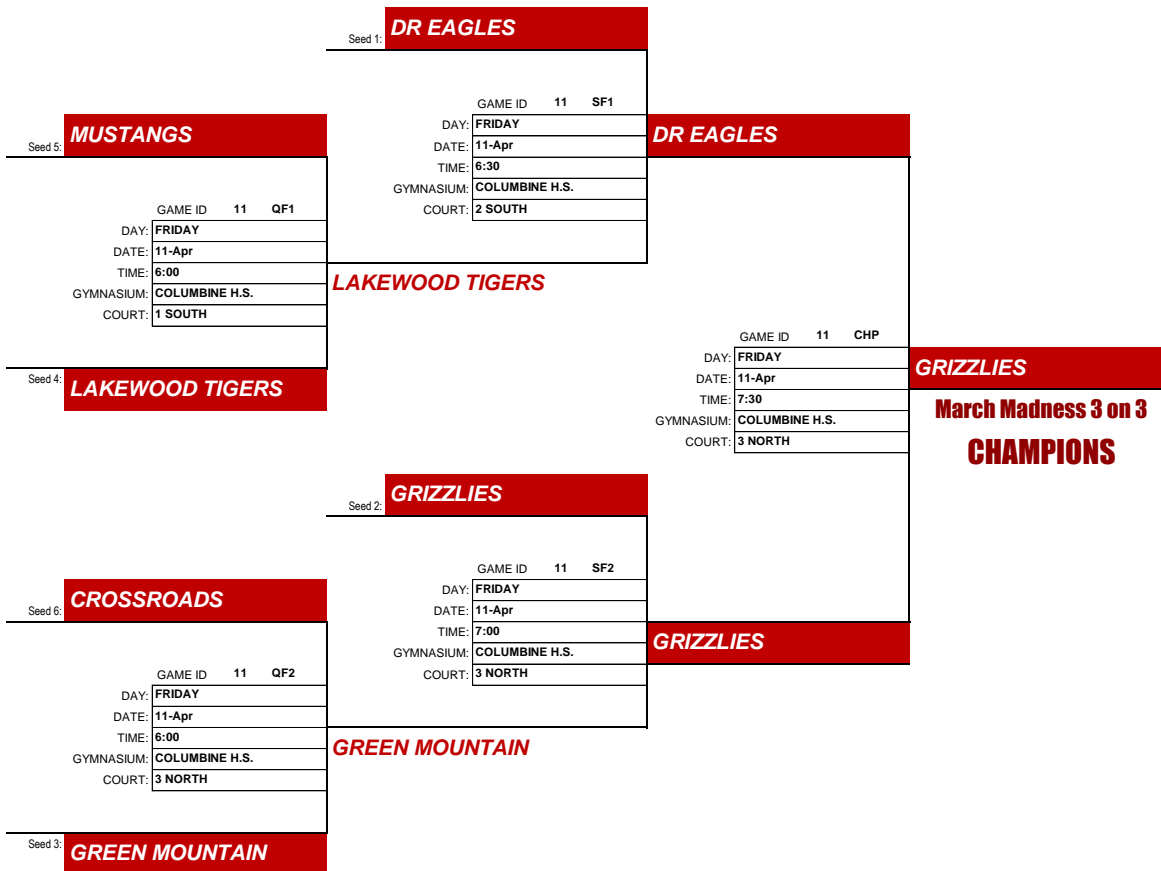 Seed 1: DR EAGLES
GAME ID 11 SF1
DAY: FRIDAY
DATE: 11-Apr
TIME: 6:30
GYMNASIUM: COLUMBINE H.S.
COURT: 2 SOUTH
Seed 5: MUSTANGS
DR EAGLES
GAME ID 11 QF1
DAY: FRIDAY
DATE: 11-Apr
TIME: 6:00
GYMNASIUM: COLUMBINE H.S.
COURT: 1 SOUTH
LAKEWOOD TIGERS
Seed 4: LAKEWOOD TIGERS
GAME ID 11 CHP
DAY: FRIDAY
DATE: 11-Apr
TIME: 7:30
GYMNASIUM: COLUMBINE H.S.
COURT: 3 NORTH
GRIZZLIES
March Madness 3 on 3
CHAMPIONS
Seed 2: GRIZZLIES
GAME ID 11 SF2
DAY: FRIDAY
DATE: 11-Apr
TIME: 7:00
GYMNASIUM: COLUMBINE H.S.
COURT: 3 NORTH
Seed 6: CROSSROADS
GRIZZLIES
GAME ID 11 QF2
DAY: FRIDAY
DATE: 11-Apr
TIME: 6:00
GYMNASIUM: COLUMBINE H.S.
COURT: 3 NORTH
GREEN MOUNTAIN
Seed 3: GREEN MOUNTAIN